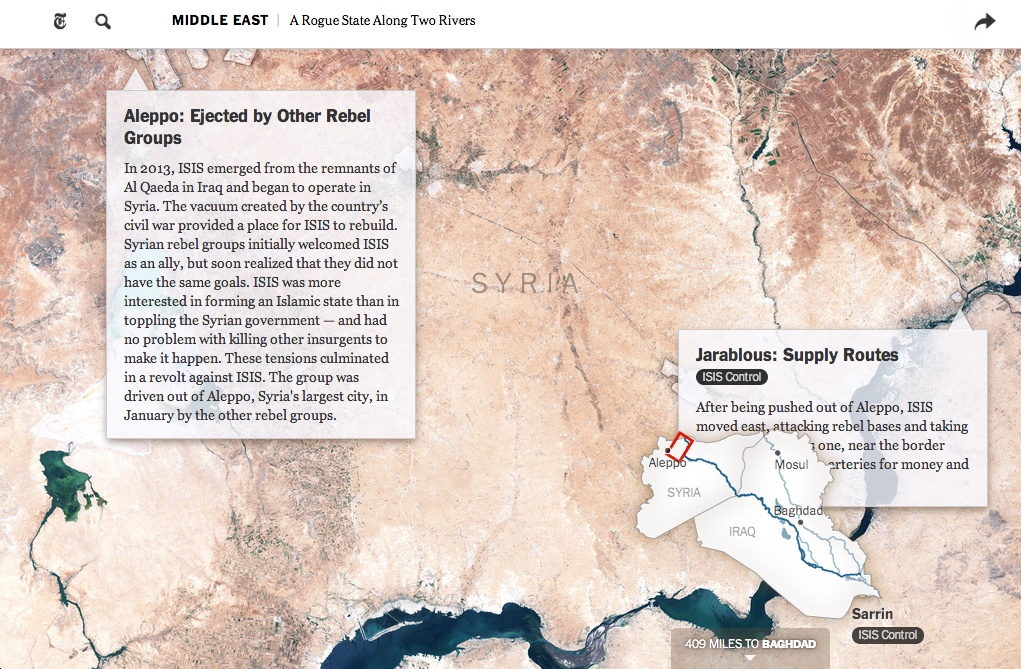 MIDDLE EAST | A Rogue State Along Two Rivers
Aleppo: Ejected by Other Rebel
Groups
In 2013, ISIS emerged from the remnants of
Al Qaeda in Iraq and began to operate in
Syria. The vacuum created by the country’s
civil war provided a place for ISIS to rebuild.
Syrian rebel groups initially welcomed ISIS
as an ally, but soon realized that they did not
have the same goals. ISIS was more
interested in forming an Islamic state than in
toppling the Syrian government — and had
no problem with killing other insurgents to
make it happen. These tensions culminated
in a revolt against ISIS. The group was
driven out of Aleppo, Syria's largest city, in
January by the other rebel groups.
SYRIA
Jarablous: Supply Routes
ISIS Control
After being pushed out of Aleppo, ISIS
moved east, attacking rebel bases and taking
one, near the border
arteries for money and
Aleppo
Mosul
SYRIA
Baghdad
IRAQ
Sarrin
ISIS Control
409 MILES TO BAGHDAD